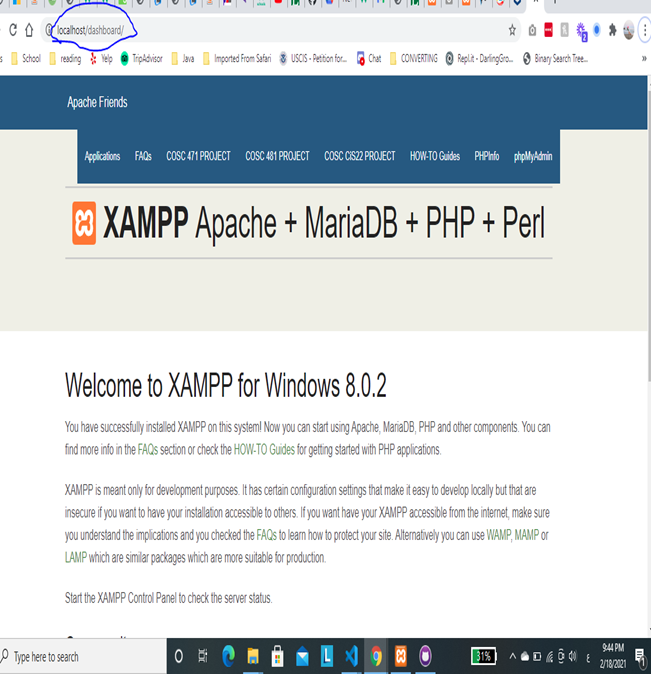 localhost/dashboard/
School reading Yelp TripAdvisor Java Imported From Safari USCIS - Petition for... Chat CONVERTING Repl.it - DarlingGro... Binary Search Tree... »
Apache Friends
Applications FAQs COSC 471 PROJECT COSC 481 PROJECT COSC CIS22 PROJECT HOW-TO Guides PHPInfo phpMyAdmin
XAMPP Apache + MariaDB + PHP + Perl
Welcome to XAMPP for Windows 8.0.2
You have successfully installed XAMPP on this system! Now you can start using Apache, MariaDB, PHP and other components. You can
find more info in the FAQs section or check the HOW-TO Guides for getting started with PHP applications.
XAMPP is meant only for development purposes. It has certain configuration settings that make it easy to develop locally but that are
insecure if you want to have your installation accessible to others. If you want have your XAMPP accessible from the internet, make sure
you understand the implications and you checked the FAQs to learn how to protect your site. Alternatively you can use WAMP, MAMP or
LAMP which are similar packages which are more suitable for production.
Start the XAMPP Control Panel to check the server status.
Type here to search
31%
ع
9:44 PM
2/18/2021